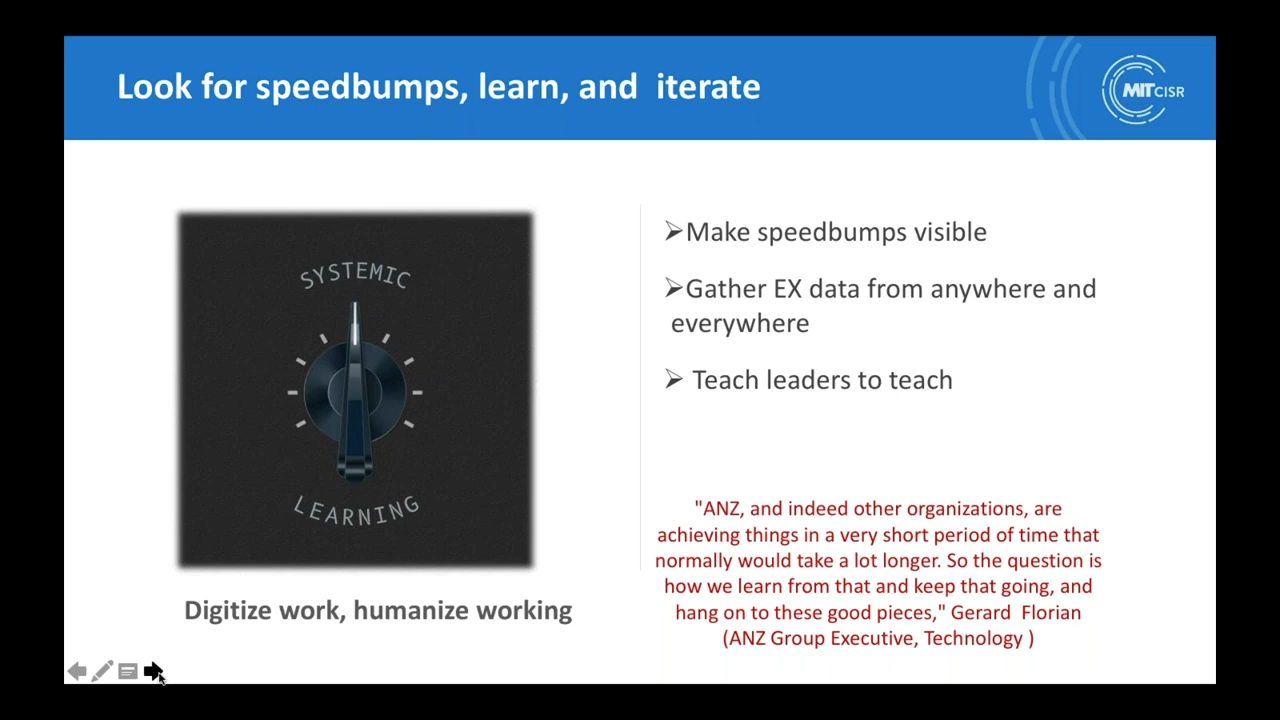 Look for speedbumps, learn, and  iterate
MIT CISR
SYSTEMIC
LEARNING
Digitize work, humanize working
➢Make speedbumps visible
➢Gather EX data from anywhere and
everywhere
➢ Teach leaders to teach
"ANZ, and indeed other organizations, are
achieving things in a very short period of time that
normally would take a lot longer. So the question is
how we learn from that and keep that going, and
hang on to these good pieces," Gerard  Florian
(ANZ Group Executive, Technology )